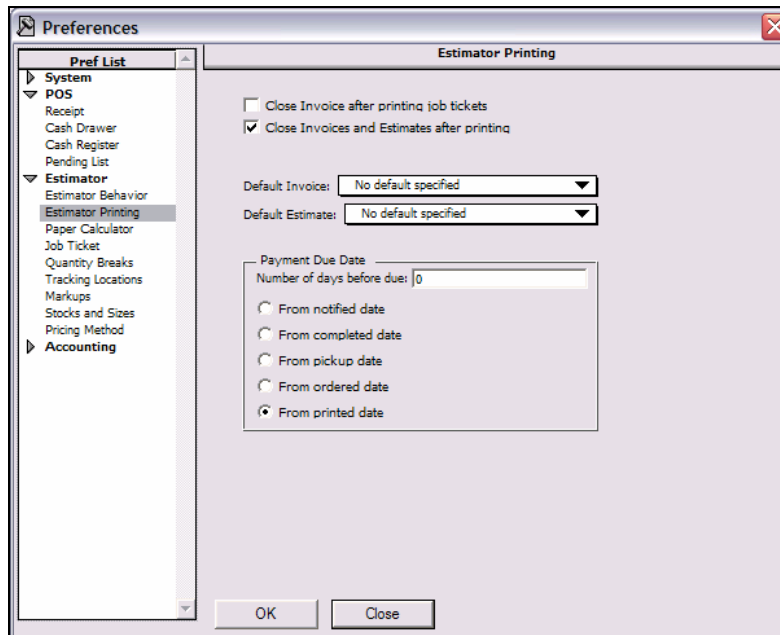 Preferences
Pref List
System
POS
Receipt
Cash Drawer
Cash Register
Pending List
Estimator
Estimator Behavior
Estimator Printing
Paper Calculator
Job Ticket
Quantity Breaks
Tracking Locations
Markups
Stocks and Sizes
Pricing Method
Accounting
Estimator Printing
Close Invoice after printing job tickets
Close Invoices and Estimates after printing
Default Invoice: No default specified
Default Estimate: No default specified
Payment Due Date
Number of days before due: 0
From notified date
From completed date
From pickup date
From ordered date
From printed date
OK Close